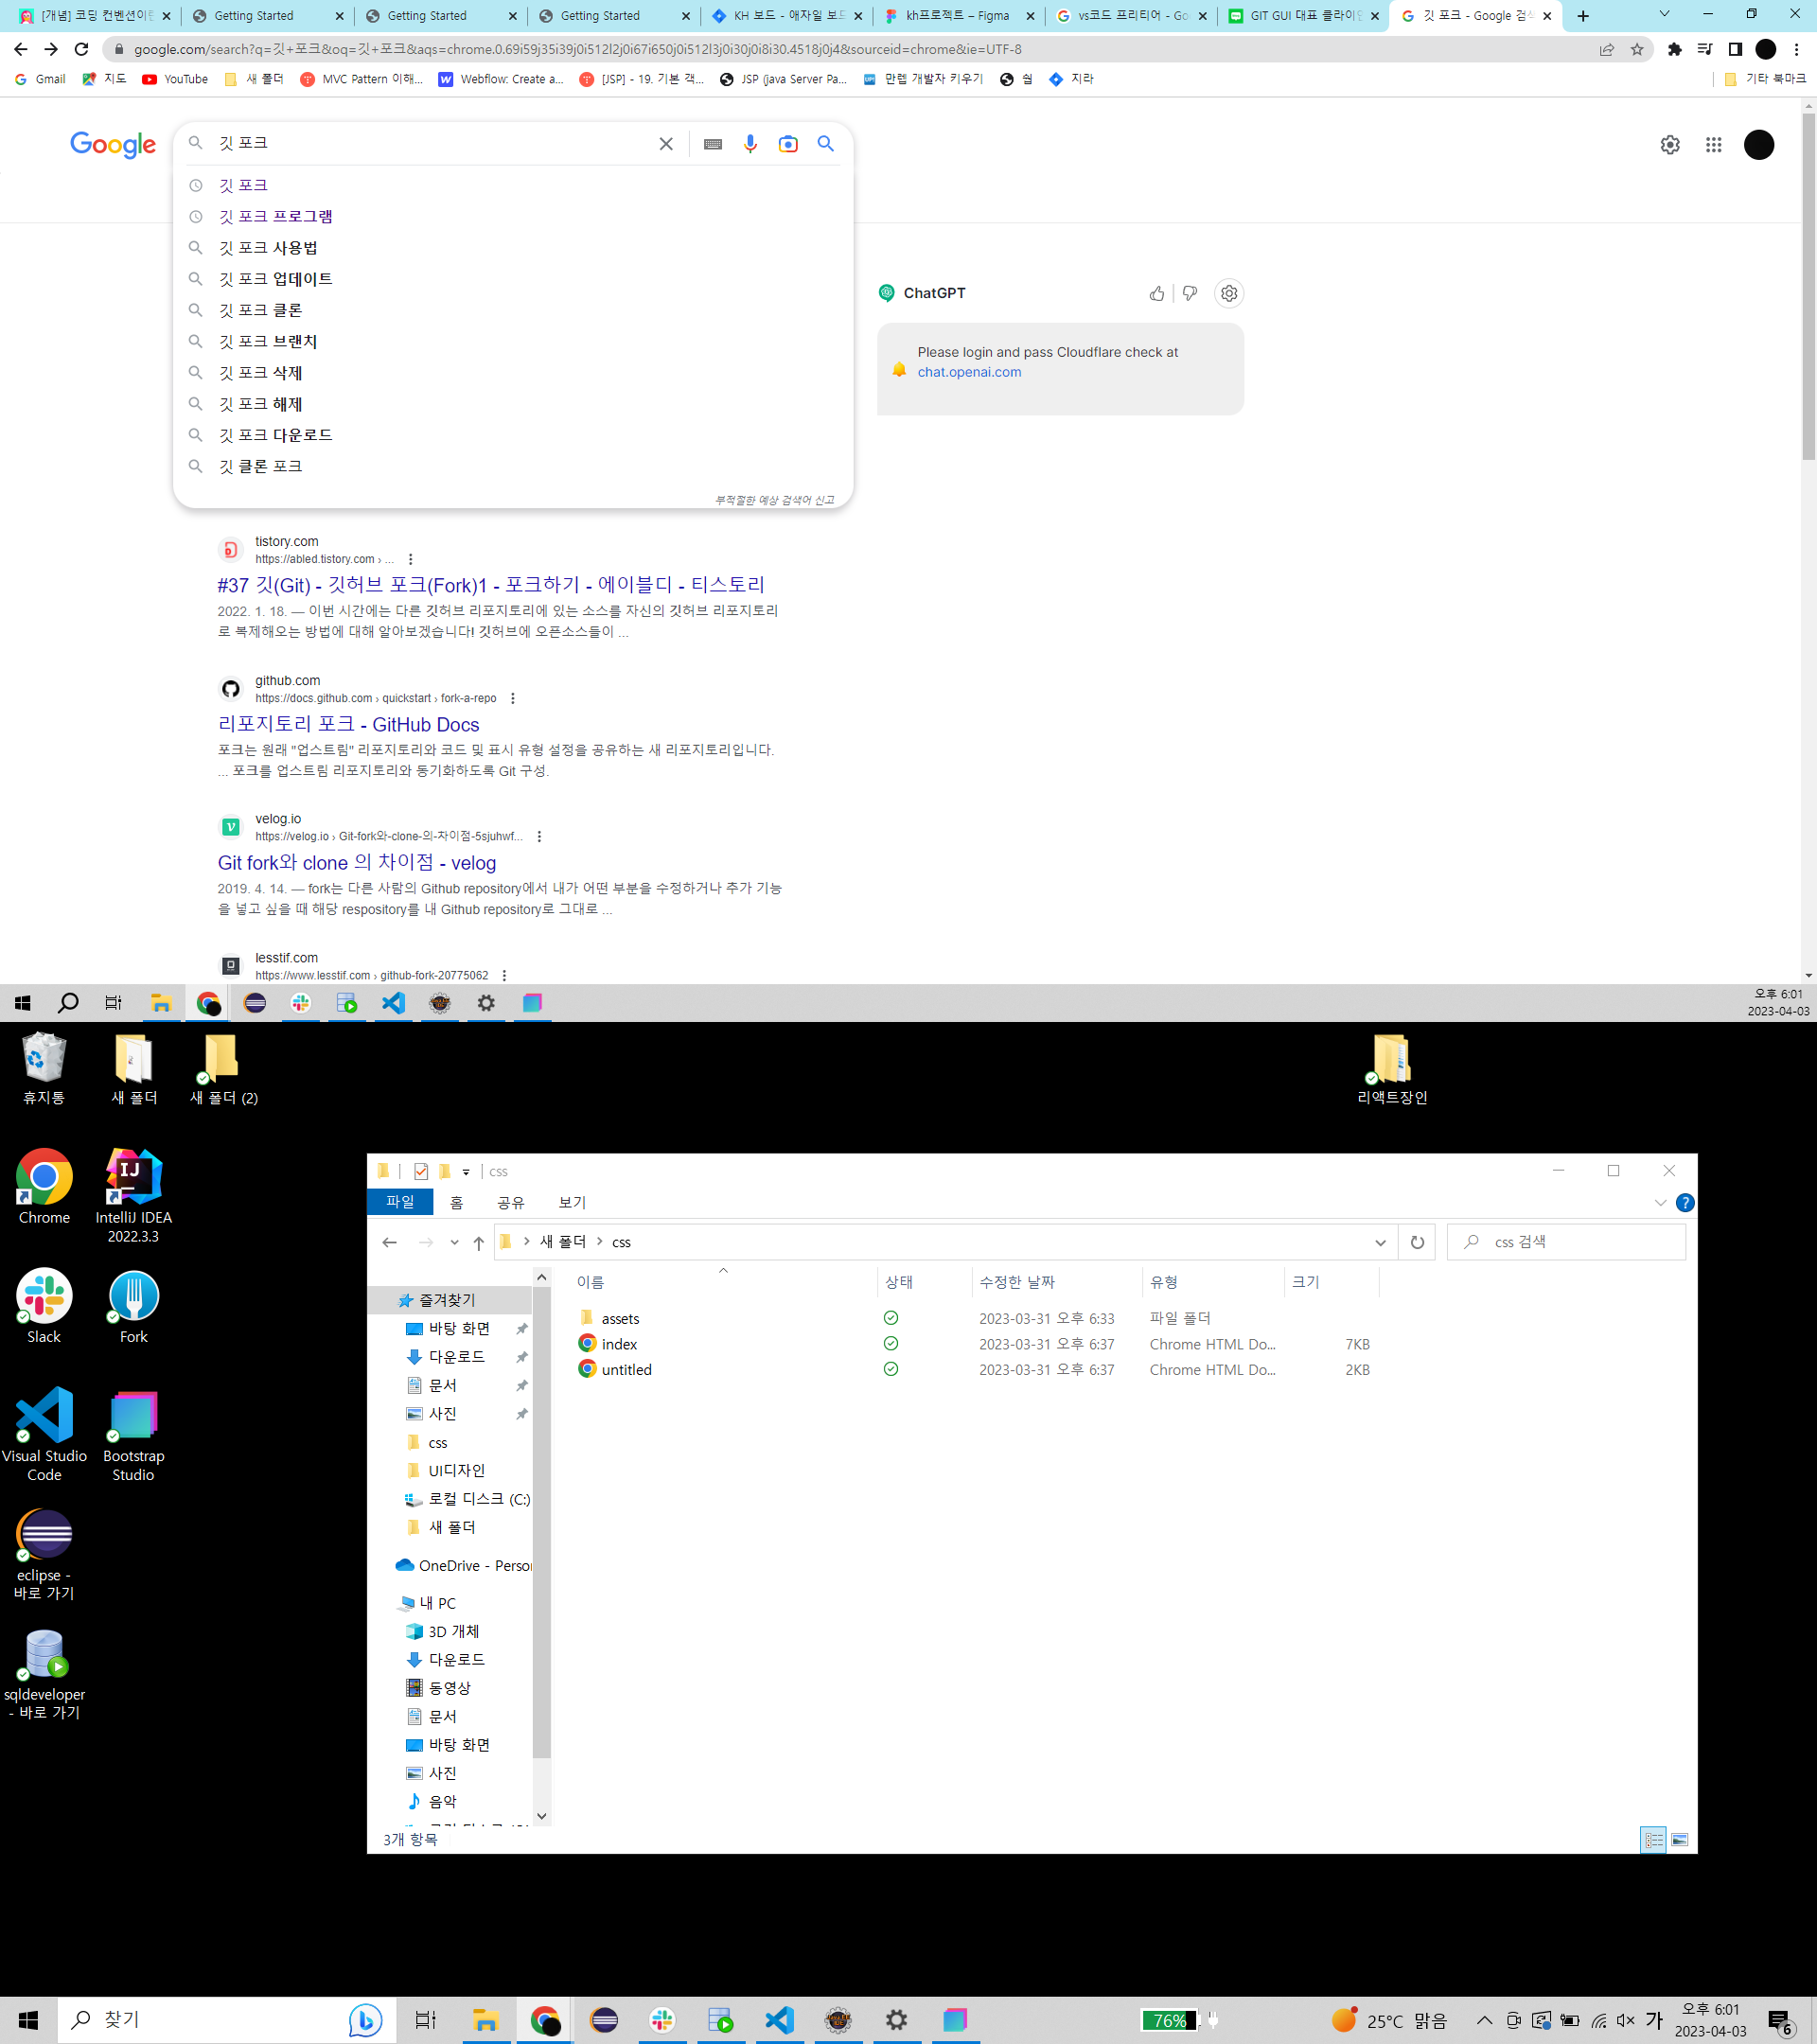 [개념] 코딩 컨벤션이란
Getting Started
Getting Started
Getting Started
KH 보드 - 애자일 보드
kh프로젝트 – Figma
vs코드 프리티어 - Go
GIT GUI 대표 클라이언
깃 포크 - Google 검색
google.com/search?q=깃+포크&oq=깃+포크&aqs=chrome.0.69i59j35i39j0i512l2j0i67i650j0i512l3j0i30j0i8i30.4518j0j4&sourceid=chrome&ie=UTF-8
Gmail
지도
YouTube
새 폴더
MVC Pattern 이해...
Webflow: Create a...
[JSP] - 19. 기본 객...
JSP (java Server Pa...
만렙 개발자 키우기
쉴
지라
기타 북마크
Google
깃 포크
깃 포크
깃 포크 프로그램
깃 포크 사용법
깃 포크 업데이트
깃 포크 클론
깃 포크 브랜치
깃 포크 삭제
깃 포크 해제
깃 포크 다운로드
깃 클론 포크
부적절한 예상 검색어 신고
ChatGPT
Please login and pass Cloudflare check at
chat.openai.com
tistory.com
https://abled.tistory.com › ...
#37 깃(Git) - 깃허브 포크(Fork)1 - 포크하기 - 에이블디 - 티스토리
2022. 1. 18. — 이번 시간에는 다른 깃허브 리포지토리에 있는 소스를 자신의 깃허브 리포지토리
로 복제해오는 방법에 대해 알아보겠습니다! 깃허브에 오픈소스들이 ...
github.com
https://docs.github.com › quickstart › fork-a-repo
리포지토리 포크 - GitHub Docs
포크는 원래 "업스트림" 리포지토리와 코드 및 표시 유형 설정을 공유하는 새 리포지토리입니다.
... 포크를 업스트림 리포지토리와 동기화하도록 Git 구성.
velog.io
https://velog.io › Git-fork와-clone-의-차이점-5sjuhwf...
Git fork와 clone 의 차이점 - velog
2019. 4. 14. — fork는 다른 사람의 Github repository에서 내가 어떤 부분을 수정하거나 추가 기능
을 넣고 싶을 때 해당 respository를 내 Github repository로 그대로 ...
lesstif.com
https://www.lesstif.com › github-fork-20775062
오후 6:01
2023-04-03
휴지통
새 폴더
새 폴더 (2)
리액트장인
Chrome
IntelliJ IDEA
2022.3.3
Slack
Fork
Visual Studio
Code
Bootstrap
Studio
eclipse -
바로 가기
sqldeveloper
- 바로 가기
css
파일
홈
공유
보기
새 폴더
css
css 검색
이름
상태
수정한 날짜
유형
크기
assets
2023-03-31 오후 6:33
파일 폴더
index
2023-03-31 오후 6:37
Chrome HTML Do...
7KB
untitled
2023-03-31 오후 6:37
Chrome HTML Do...
2KB
즐겨찾기
바탕 화면
다운로드
문서
사진
css
UI디자인
로컬 디스크 (C:)
새 폴더
OneDrive - Person
내 PC
3D 개체
다운로드
동영상
문서
바탕 화면
사진
음악
3개 항목
찾기
76%
25°C 맑음
가
오후 6:01
2023-04-03
6